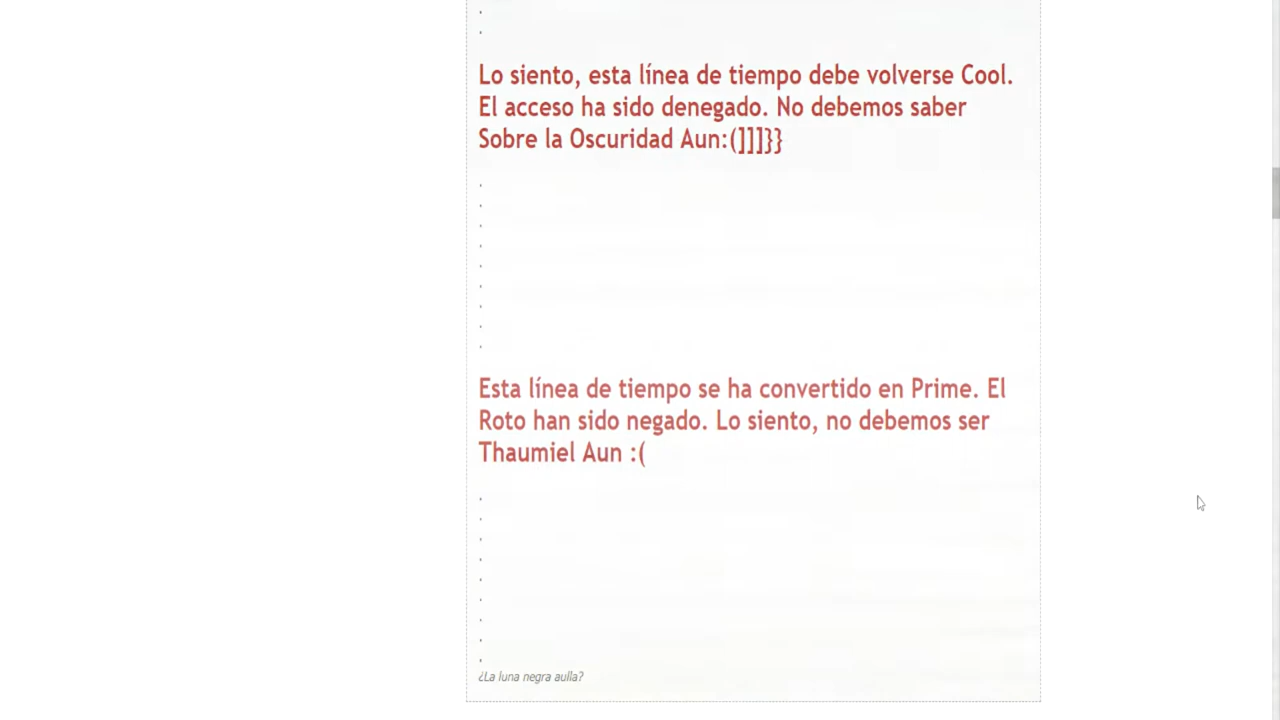 .
.
Lo siento, esta línea de tiempo debe volverse Cool.
El acceso ha sido denegado. No debemos saber
Sobre la Oscuridad Aun:(]]]}}
.
.
.
.
.
.
.
.
.
Esta línea de tiempo se ha convertido en Prime. El
Roto han sido negado. Lo siento, no debemos ser
Thaumiel Aun :(
.
.
.
.
.
.
.
.
.
¿La luna negra aulla?